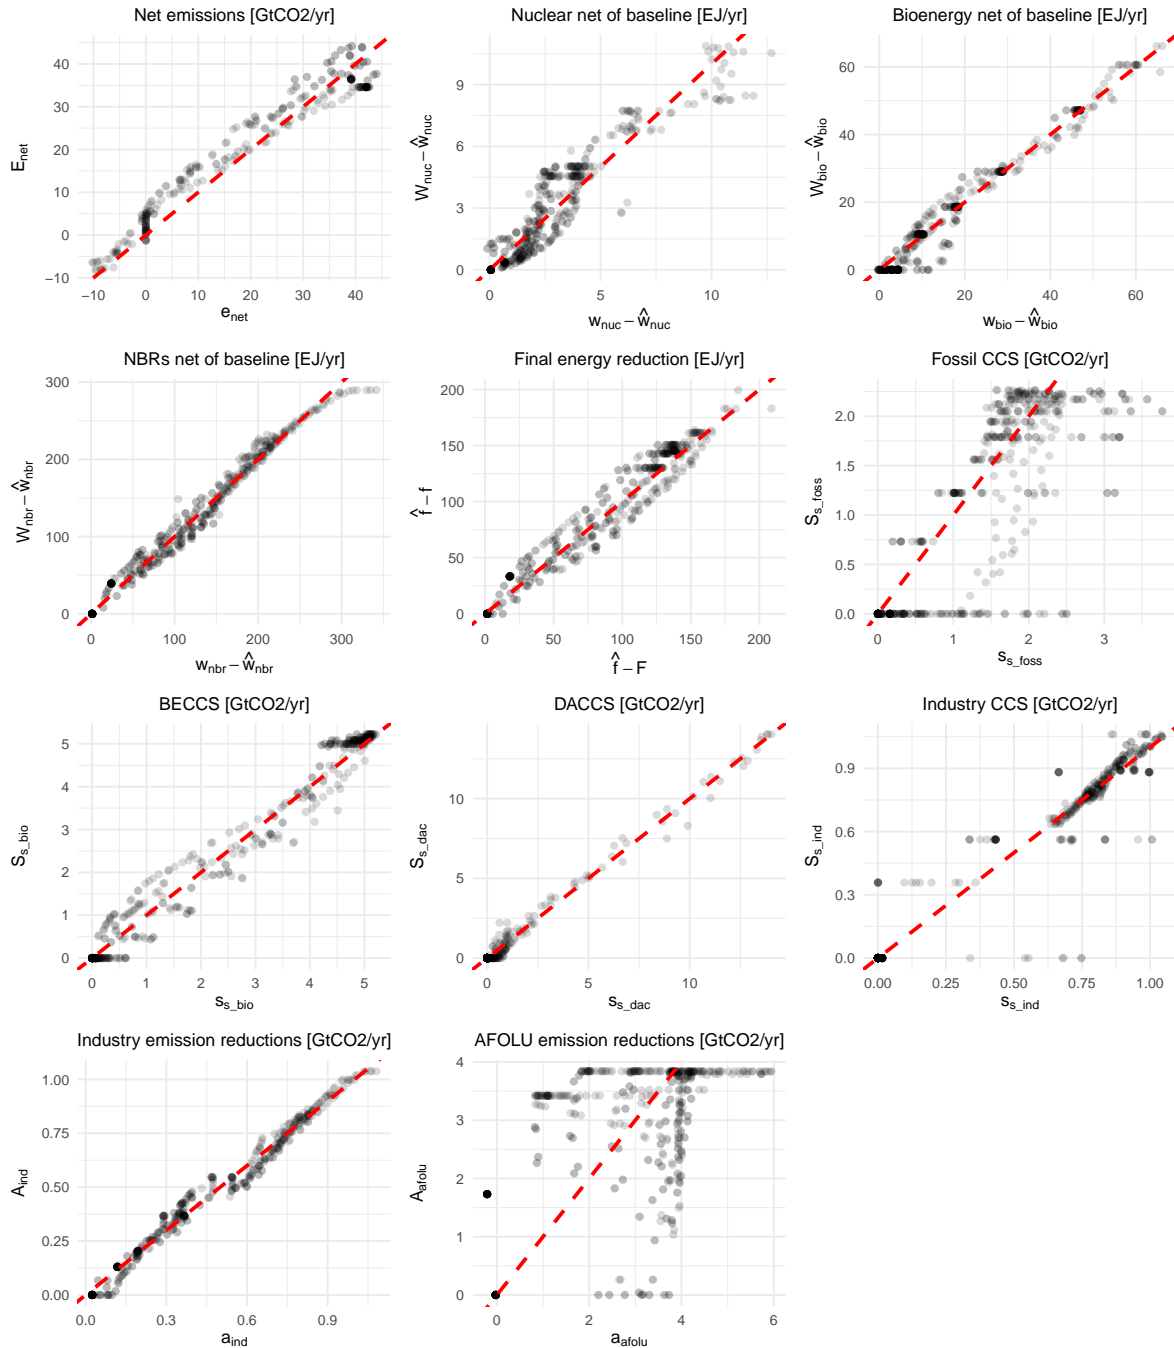 Net emissions [GtCO2/yr]
40
30
20
10
0
−10
−10 0 10 20 30 40
E_net
e_net
Nuclear net of baseline [EJ/yr]
9
6
3
0
0 5 10
W_nuc − ŵ_nuc
w_nuc − ŵ_nuc
Bioenergy net of baseline [EJ/yr]
60
40
20
0
0 20 40 60
W_bio − ŵ_bio
w_bio − ŵ_bio
NBRs net of baseline [EJ/yr]
300
200
100
0
0 100 200 300
W_nbr − ŵ_nbr
w_nbr − ŵ_nbr
Final energy reduction [EJ/yr]
200
150
100
50
0
0 50 100 150 200
f̂ − f
f̂ − F
Fossil CCS [GtCO2/yr]
2.0
1.5
1.0
0.5
0.0
0 1 2 3
S_s_foss
s_s_foss
BECCS [GtCO2/yr]
5
4
3
2
1
0
0 1 2 3 4 5
S_s_bio
s_s_bio
DACCS [GtCO2/yr]
10
5
0
0 5 10
S_s_dac
s_s_dac
Industry CCS [GtCO2/yr]
0.9
0.6
0.3
0.0
0.00 0.25 0.50 0.75 1.00
S_s_ind
s_s_ind
Industry emission reductions [GtCO2/yr]
1.00
0.75
0.50
0.25
0.00
0.0 0.3 0.6 0.9
A_ind
a_ind
AFOLU emission reductions [GtCO2/yr]
4
3
2
1
0
0 2 4 6
A_afolu
a_afolu